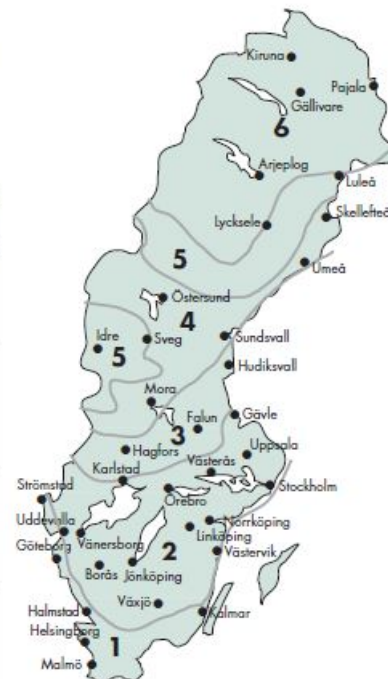 Kiruna
Pajala
Gällivare
6
Arjeplog
Luleå
Skellefteå
Lycksele
5
Umeå
Östersund
4
Idre
5
Sveg
Sundsvall
Hudiksvall
Mora
Falun
Gävle
3
Hagfors
Uppsala
Karlstad
Västerås
Strömstad
Örebro
Stockholm
Uddevalla
Norrköping
Linköping
Göteborg
Vänersborg
2
Västervik
Borås
Jönköping
Växjö
Halmstad
Kalmar
Helsingborg
1
Malmö